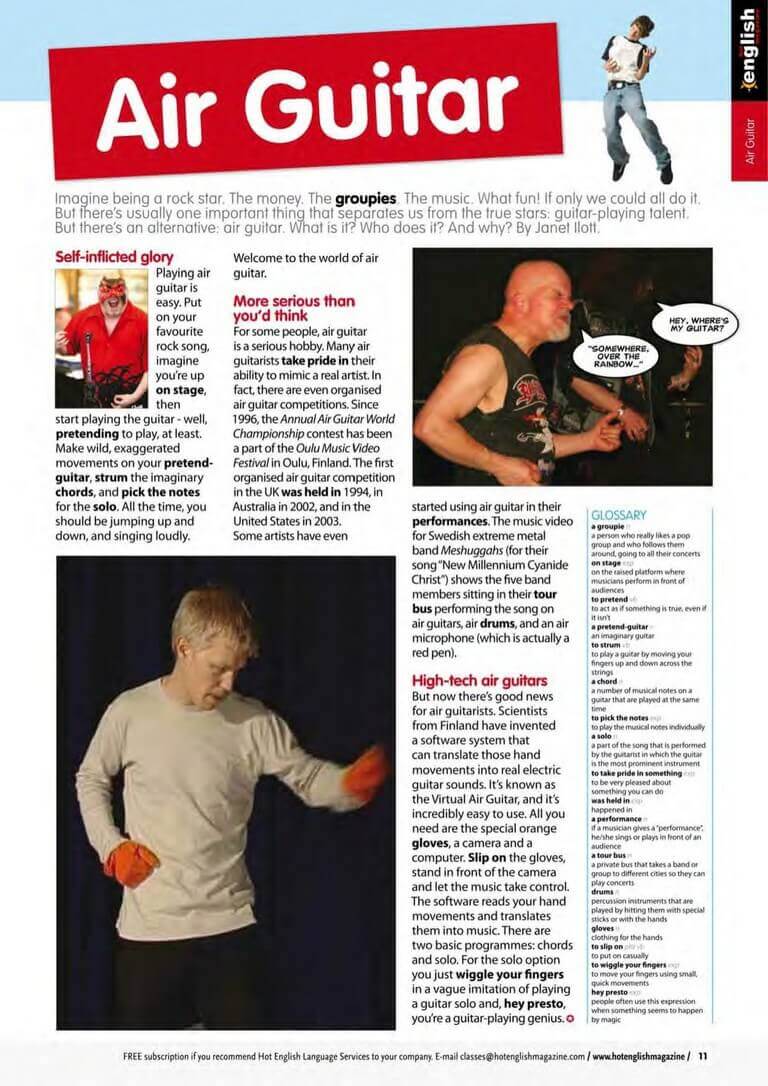 Air Guitar
english
Air Guitar
Imagine being a rock star. The money. The groupies. The music. What fun! If only we could all do it.
But there's usually one important thing that separates us from the true stars: guitar-playing talent.
But there's an alternative: air guitar. What is it? Who does it? And why? By Janet Ilott.
Self-inflicted glory
Playing air
guitar is
easy. Put
on your
favourite
rock song,
imagine
you're up
on stage,
then
start playing the guitar - well,
pretending to play, at least.
Make wild, exaggerated
movements on your pretend-
guitar, strum the imaginary
chords, and pick the notes
for the solo. All the time, you
should be jumping up and
down, and singing loudly.
Welcome to the world of air
guitar.
More serious than
you'd think
For some people, air guitar
is a serious hobby. Many air
guitarists take pride in their
ability to mimic a real artist. In
fact, there are even organised
air guitar competitions. Since
1996, the Annual Air Guitar World
Championship contest has been
a part of the Oulu Music Video
Festival in Oulu, Finland. The first
organised air guitar competition
in the UK was held in 1994, in
Australia in 2002, and in the
United States in 2003.
Some artists have even
HEY, WHERE'S
MY GUITAR?
"SOMEWHERE,
OVER THE
RAINBOW..."
started using air guitar in their
performances. The music video
for Swedish extreme metal
band Meshuggahs (for their
song "New Millennium Cyanide
Christ") shows the five band
members sitting in their tour
bus performing the song on
air guitars, air drums, and an air
microphone (which is actually a
red pen).
High-tech air guitars
But now there's good news
for air guitarists. Scientists
from Finland have invented
a software system that
can translate those hand
movements into real electric
guitar sounds. It's known as
the Virtual Air Guitar, and it's
incredibly easy to use. All you
need are the special orange
gloves, a camera and a
computer. Slip on the gloves,
stand in front of the camera
and let the music take control.
The software reads your hand
movements and translates
them into music. There are
two basic programmes: chords
and solo. For the solo option
you just wiggle your fingers
in a vague imitation of playing
a guitar solo and, hey presto,
you're a guitar-playing genius.
GLOSSARY
a groupie n
a person who really likes a pop
group and who follows them
around, going to all their concerts
on stage exp
on the raised platform where
musicians perform in front of
audiences
to pretend vb
to act as if something is true, even if
it isn't
a pretend-guitar n
an imaginary guitar
to strum vb
to play a guitar by moving your
fingers up and down across the
strings
a chord n
a number of musical notes on a
guitar that are played at the same
time
to pick the notes exp
to play the musical notes individually
a solo n
a part of the song that is performed
by the guitarist in which the guitar
is the most prominent instrument
to take pride in something exp
to be very pleased about
something you can do
was held in exp
happened in
a performance n
if a musician gives a "performance",
he/she sings or plays in front of an
audience
a tour bus n
a private bus that takes a band or
group to different cities so they can
play concerts
drums n
percussion instruments that are
played by hitting them with special
sticks or with the hands
gloves n
clothing for the hands
to slip on phr vb
to put on casually
to wiggle your fingers exp
to move your fingers using small,
quick movements
hey presto exp
people often use this expression
when something seems to happen
by magic
FREE subscription if you recommend Hot English Language Services to your company. E-mail classes@hotenglishmagazine.com / www.hotenglishmagazine / 11